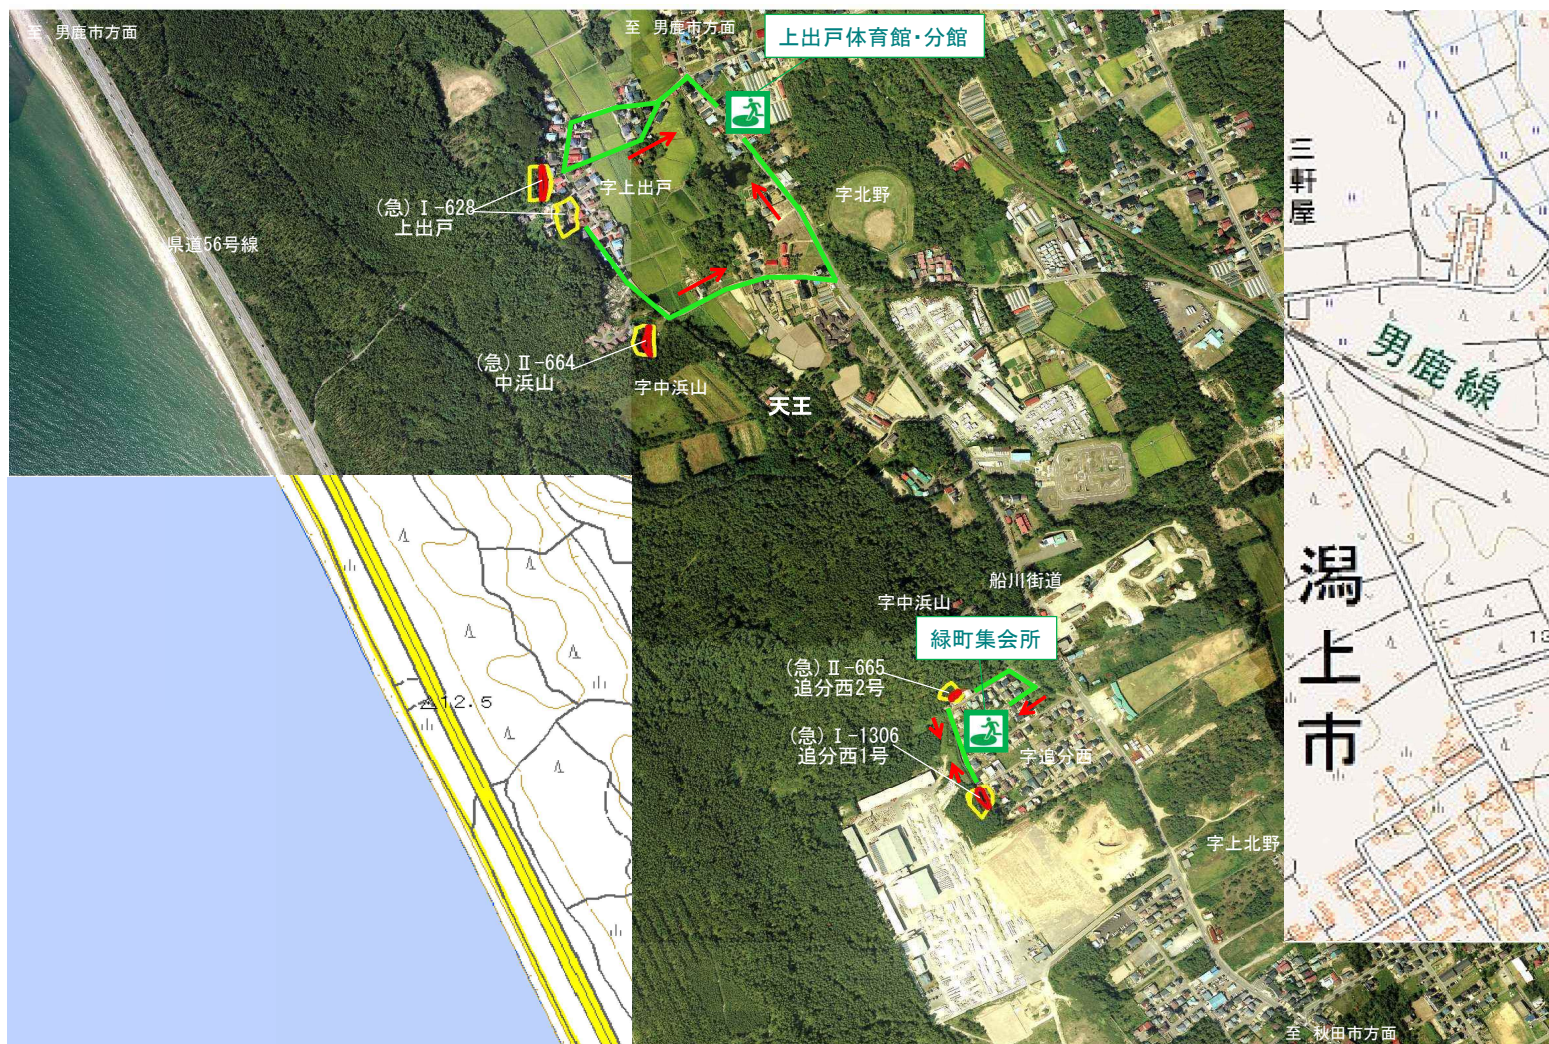 至 男鹿市方面
至 男鹿市方面
上出戸体育館・分館
三軒屋
字上出戸
字北野
(急)Ⅰ-628
上出戸
県道56号線
(急)Ⅱ-664
中浜山
字中浜山
天王
男鹿線
潟上市
船川街道
字中浜山
緑町集会所
(急)Ⅱ-665
追分西2号
12.5
(急)Ⅰ-1306
追分西1号
字追分西
字上北野
至 秋田市方面